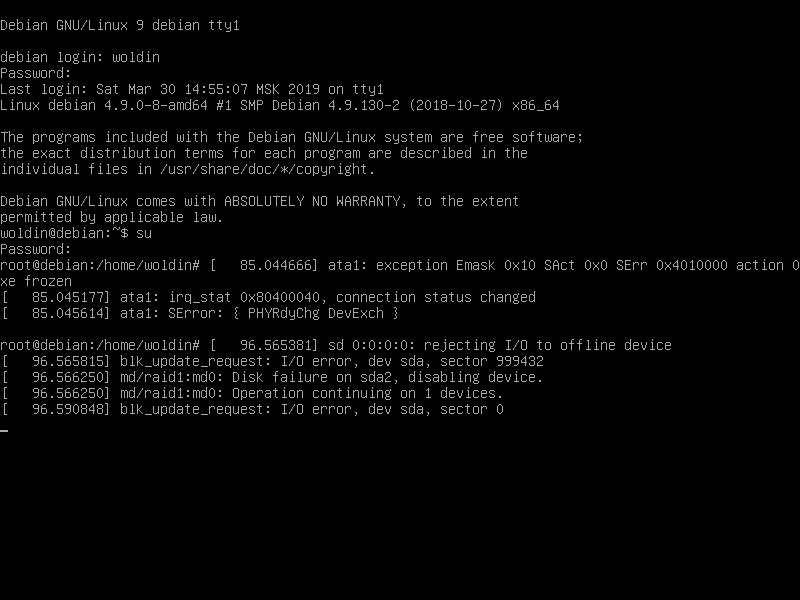 Debian GNU/Linux 9 debian tty1
debian login: woldin
Password:
Last login: Sat Mar 30 14:55:07 MSK 2019 on tty1
Linux debian 4.9.0-8-amd64 #1 SMP Debian 4.9.130-2 (2018-10-27) x86_64
The programs included with the Debian GNU/Linux system are free software;
the exact distribution terms for each program are described in the
individual files in /usr/share/doc/*/copyright.
Debian GNU/Linux comes with ABSOLUTELY NO WARRANTY, to the extent
permitted by applicable law.
woldin@debian:~$ su
Password:
root@debian:/home/woldin# [   85.044666] ata1: exception Emask 0x10 SAct 0x0 SErr 0x4010000 action 0
xe frozen
[   85.045177] ata1: irq_stat 0x80400040, connection status changed
[   85.045614] ata1: SError: { PHYRdyChg DevExch }
root@debian:/home/woldin# [   96.565381] sd 0:0:0:0: rejecting I/O to offline device
[   96.565815] blk_update_request: I/O error, dev sda, sector 999432
[   96.566250] md/raid1:md0: Disk failure on sda2, disabling device.
[   96.566250] md/raid1:md0: Operation continuing on 1 devices.
[   96.590848] blk_update_request: I/O error, dev sda, sector 0